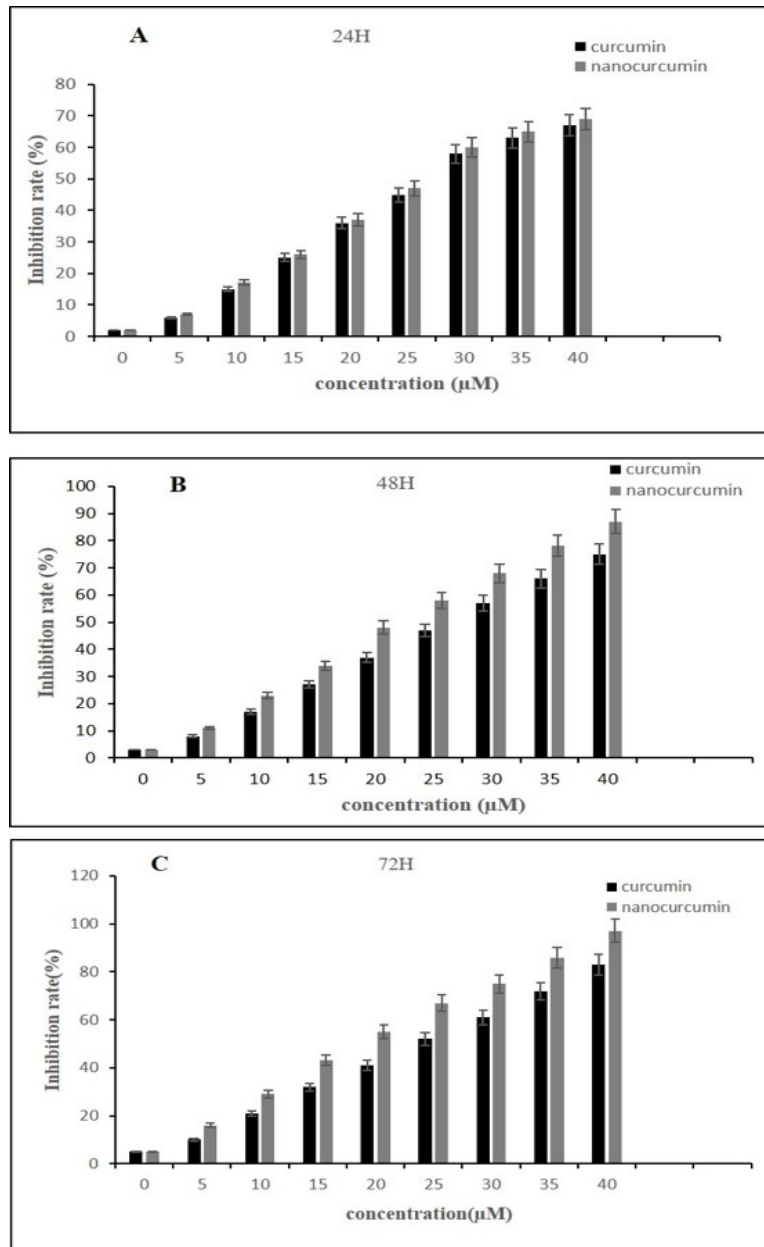 A
24H
curcumin
nanocurcumin
80
70
60
50
40
30
20
10
0
Inhibition rate (%)
0 5 10 15 20 25 30 35 40
concentration (µM)
B
48H
curcumin
nanocurcumin
100
90
80
70
60
50
40
30
20
10
0
Inhibition rate (%)
0 5 10 15 20 25 30 35 40
concentration (µM)
C
72H
curcumin
nanocurcumin
120
100
80
60
40
20
0
Inhibition rate(%)
0 5 10 15 20 25 30 35 40
concentration(µM)